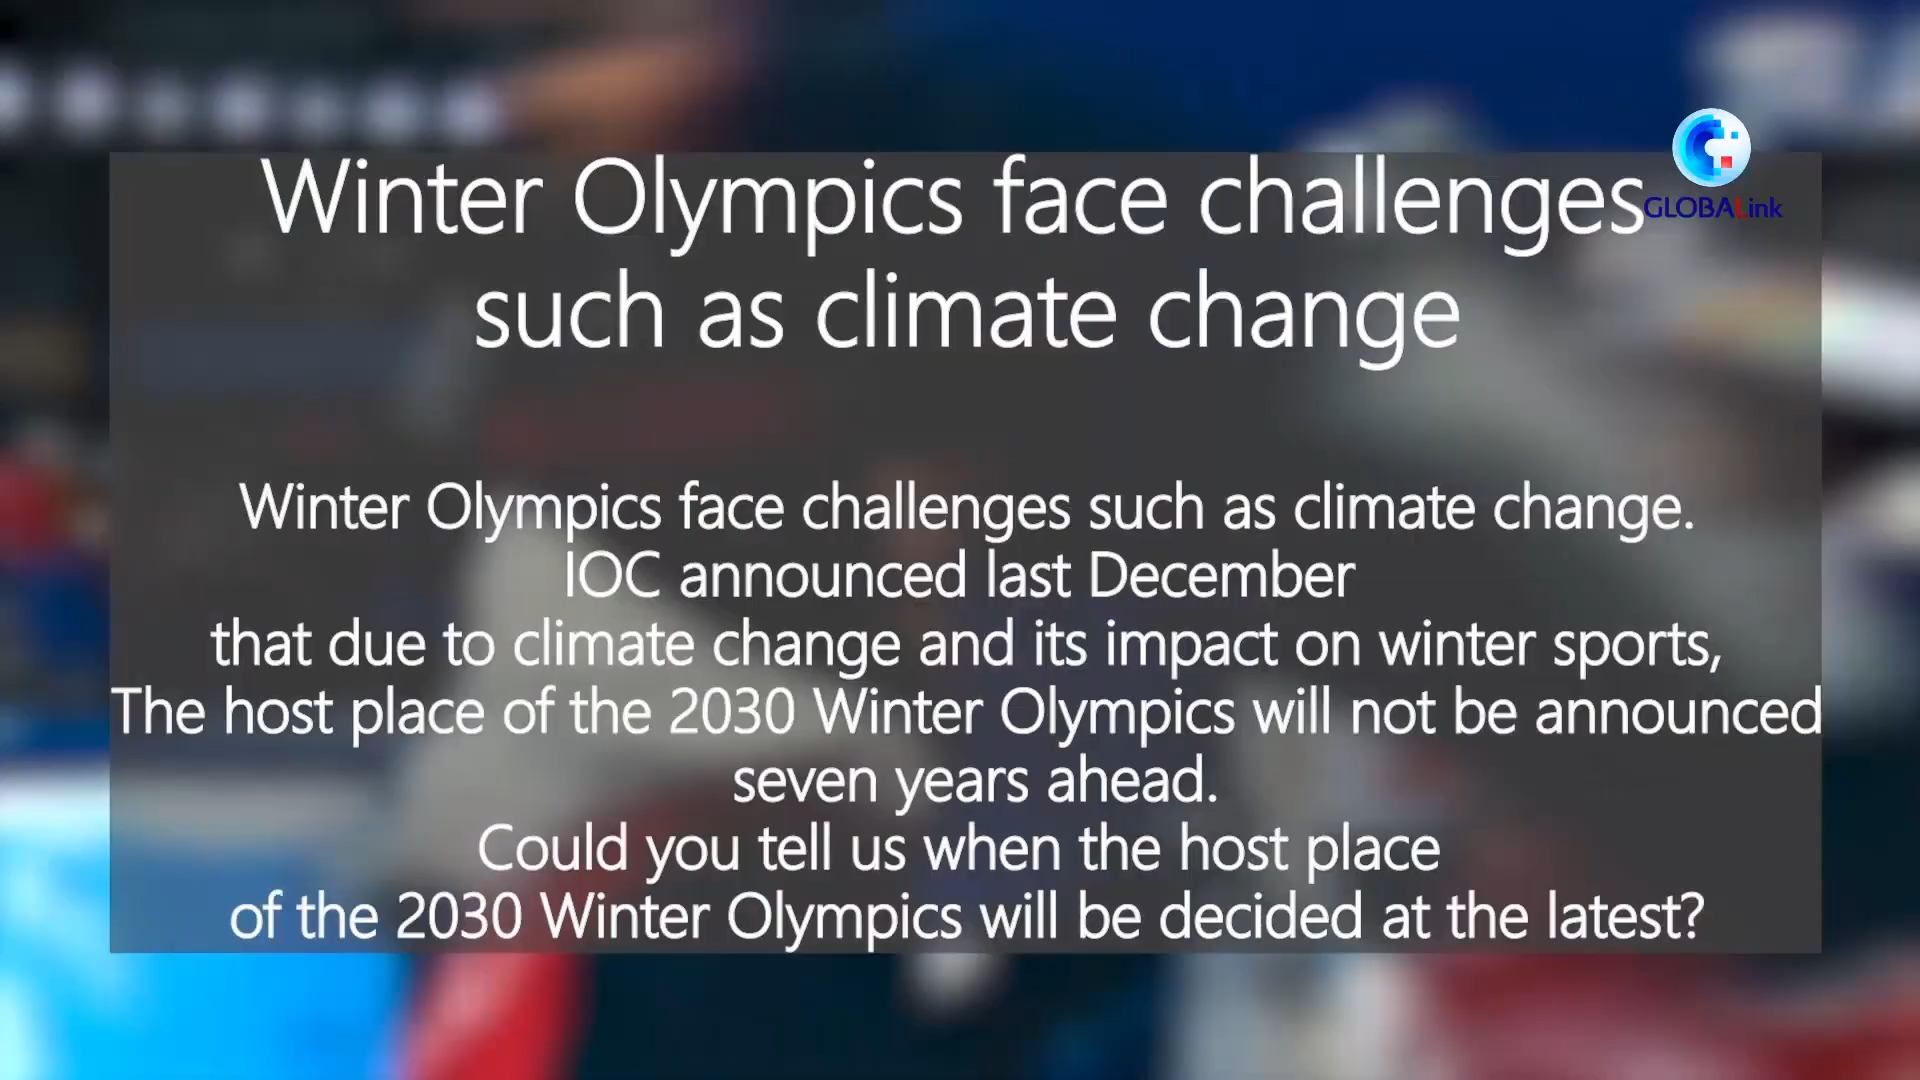 GLOBALink
Winter Olympics face challenges
such as climate change
Winter Olympics face challenges such as climate change.
IOC announced last December
that due to climate change and its impact on winter sports,
The host place of the 2030 Winter Olympics will not be announced
seven years ahead.
Could you tell us when the host place
of the 2030 Winter Olympics will be decided at the latest?